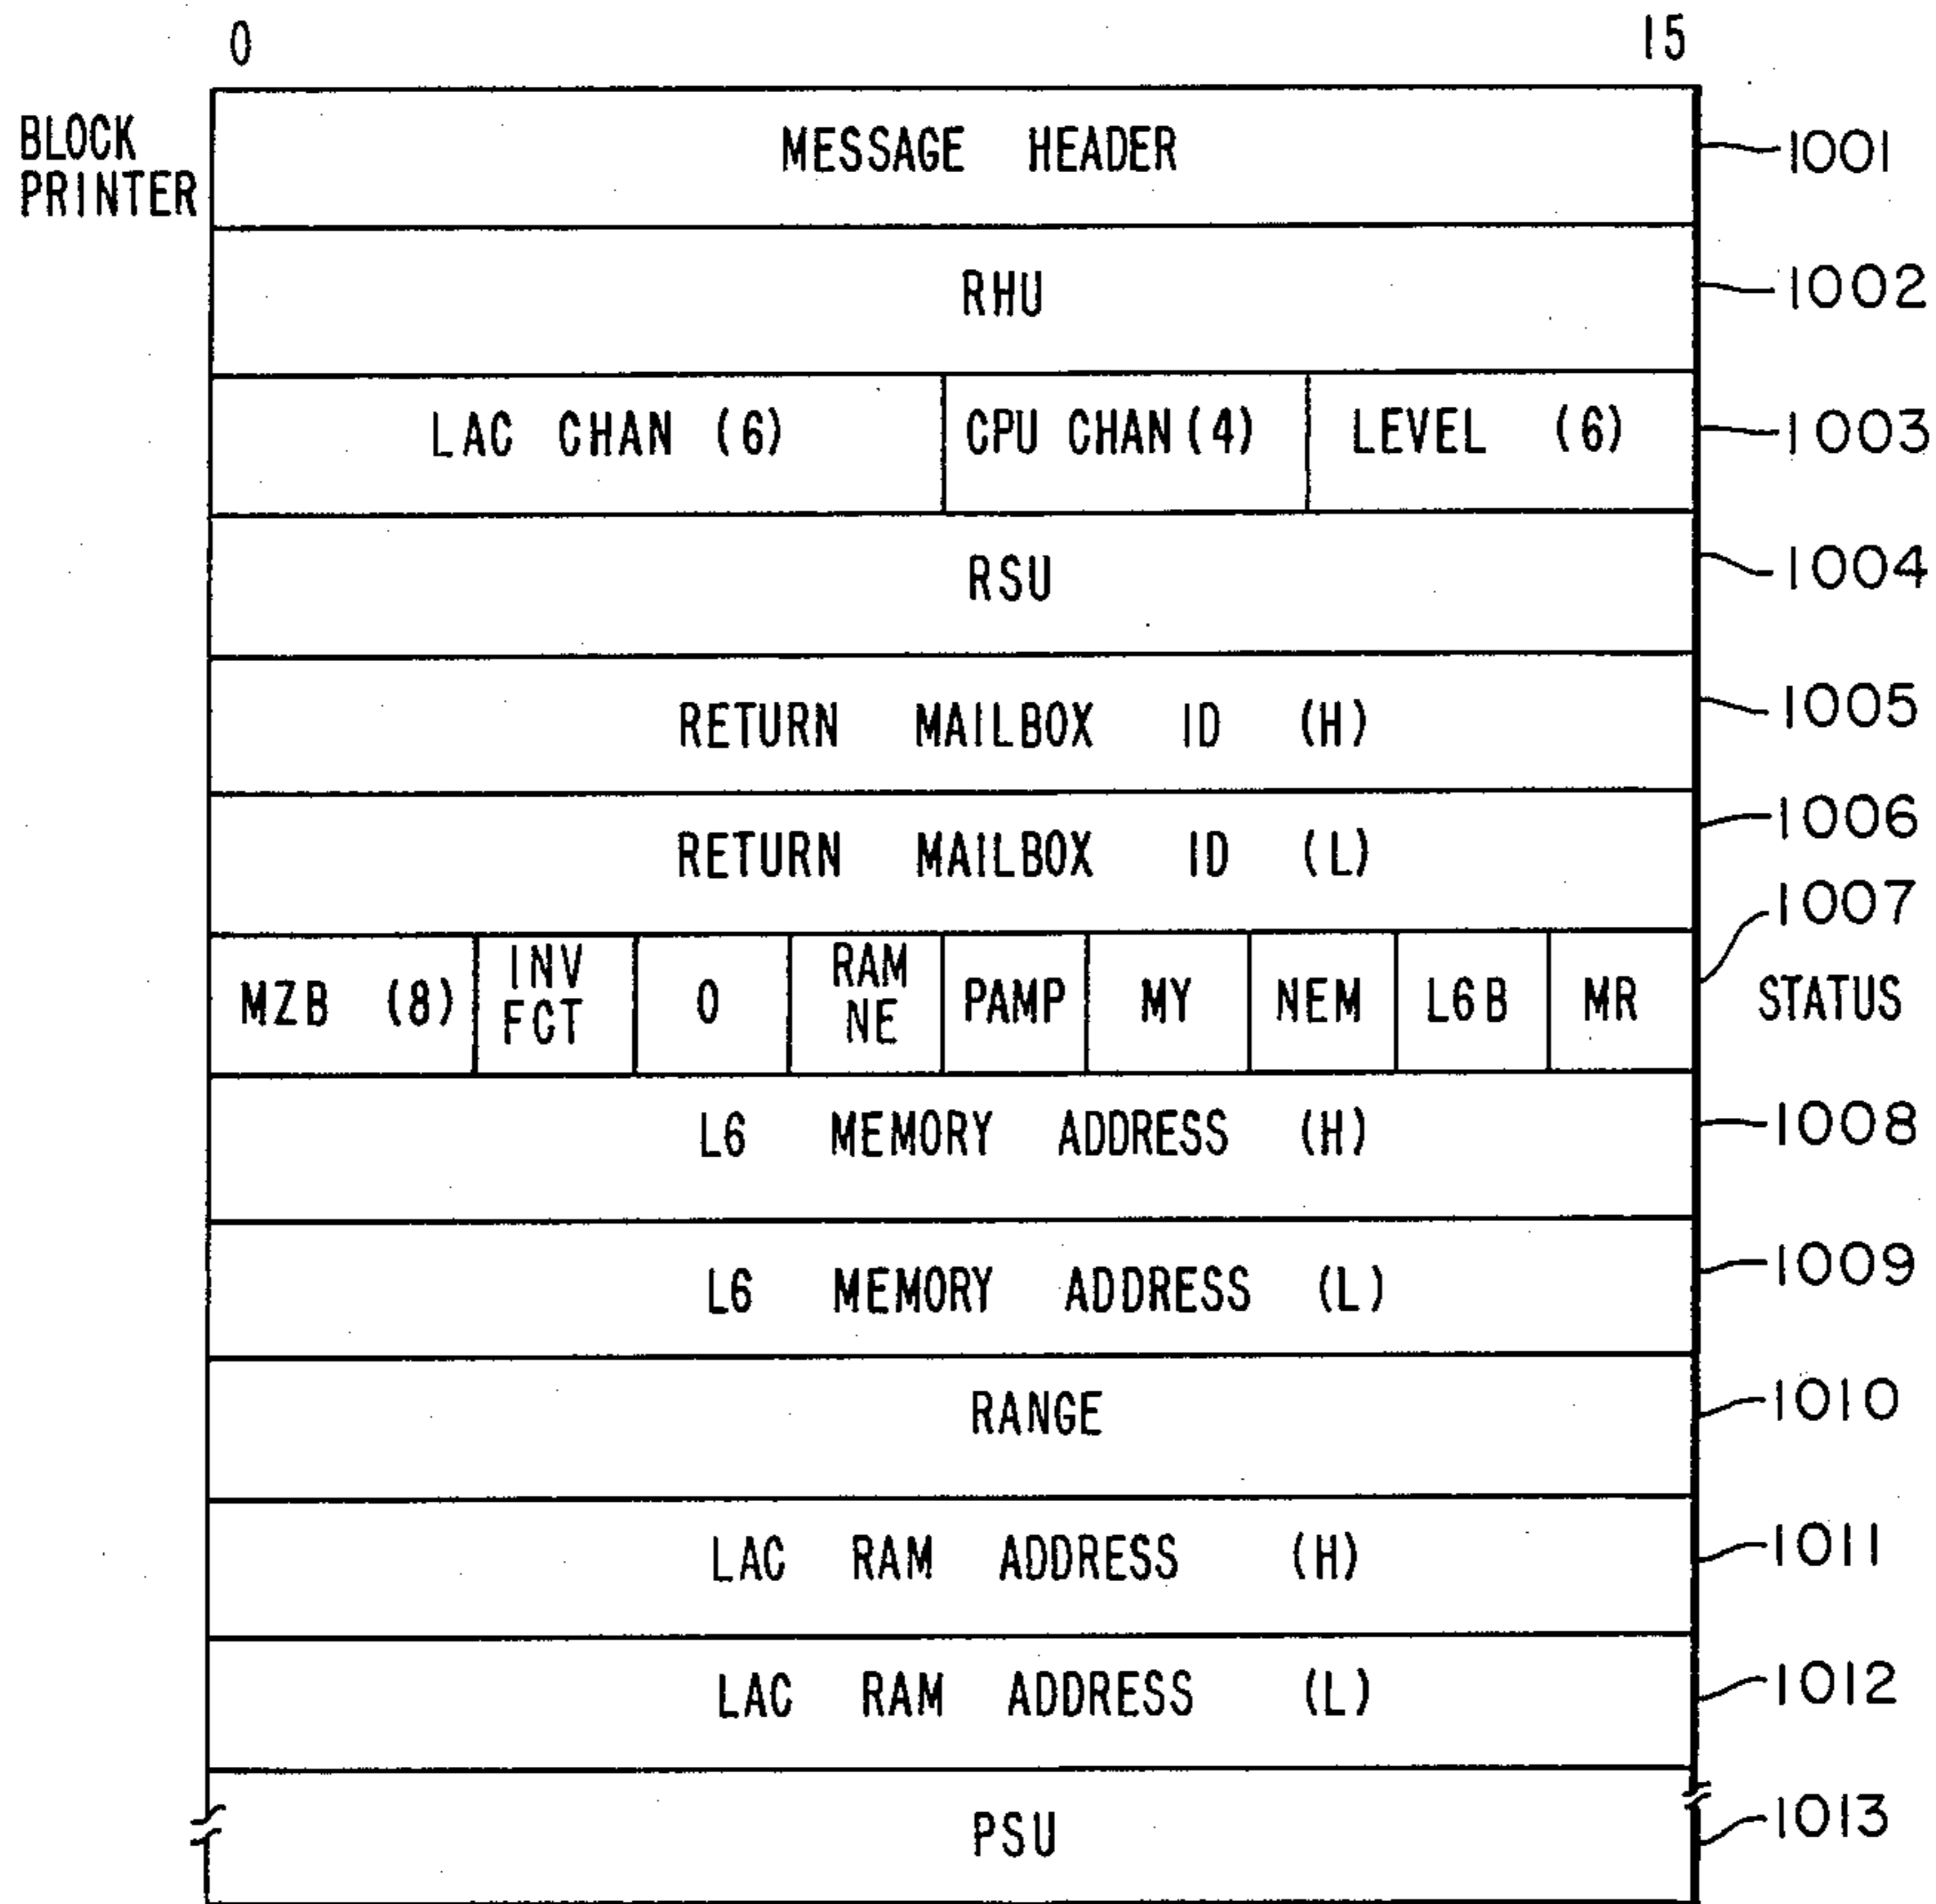 0 15
BLOCK
PRINTER
MESSAGE HEADER 1001
RHU 1002
LAC CHAN (6) CPU CHAN (4) LEVEL (6) 1003
RSU 1004
RETURN MAILBOX ID (H) 1005
RETURN MAILBOX ID (L) 1006
1007
MZB (8) INV FCT 0 RAM NE PAMP MY NEM L6B MR STATUS
L6 MEMORY ADDRESS (H) 1008
L6 MEMORY ADDRESS (L) 1009
RANGE 1010
LAC RAM ADDRESS (H) 1011
LAC RAM ADDRESS (L) 1012
PSU 1013